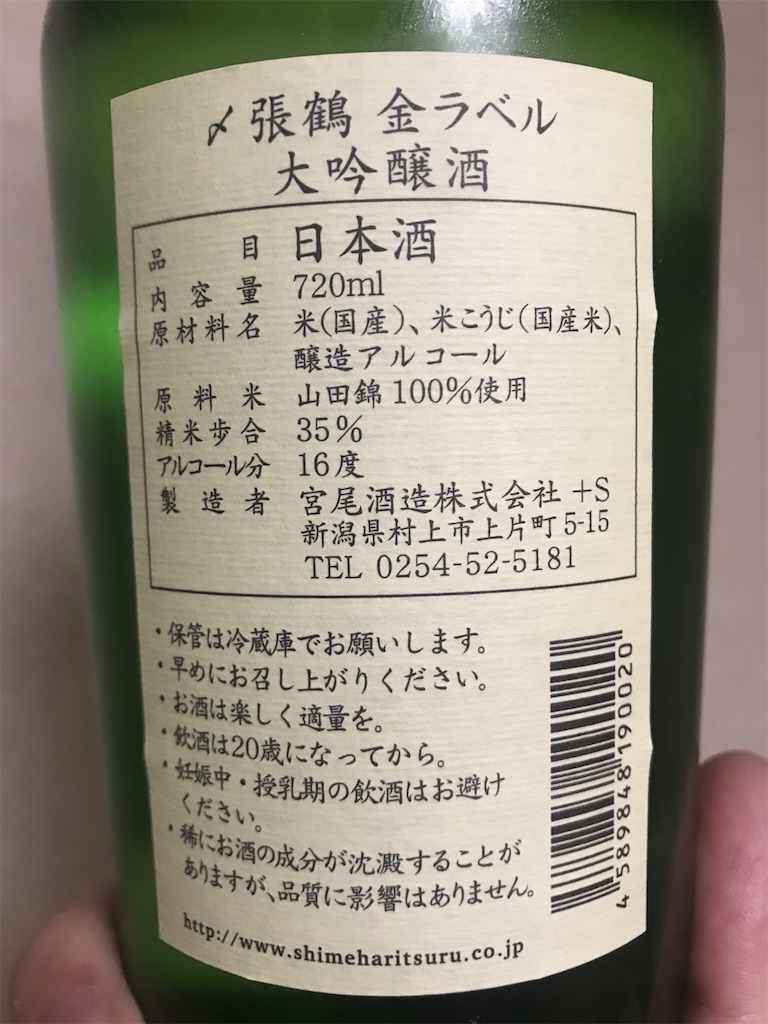 〆張鶴 金ラベル
大吟醸酒
品目 日本酒
内容量 720ml
原材料名 米(国産)、米こうじ(国産米)、
醸造アルコール
原料米 山田錦100%使用
精米歩合 35%
アルコール分 16度
製造者 宮尾酒造株式会社 +S
新潟県村上市上片町5-15
TEL 0254-52-5181
・保管は冷蔵庫でお願いします。
・早めにお召し上がりください。
・お酒は楽しく適量を。
・飲酒は20歳になってから。
・妊娠中・授乳期の飲酒はお避け
ください。
・稀にお酒の成分が沈澱することが
ありますが、品質に影響はありません。
http://www.shimeharitsuru.co.jp
4589848190020